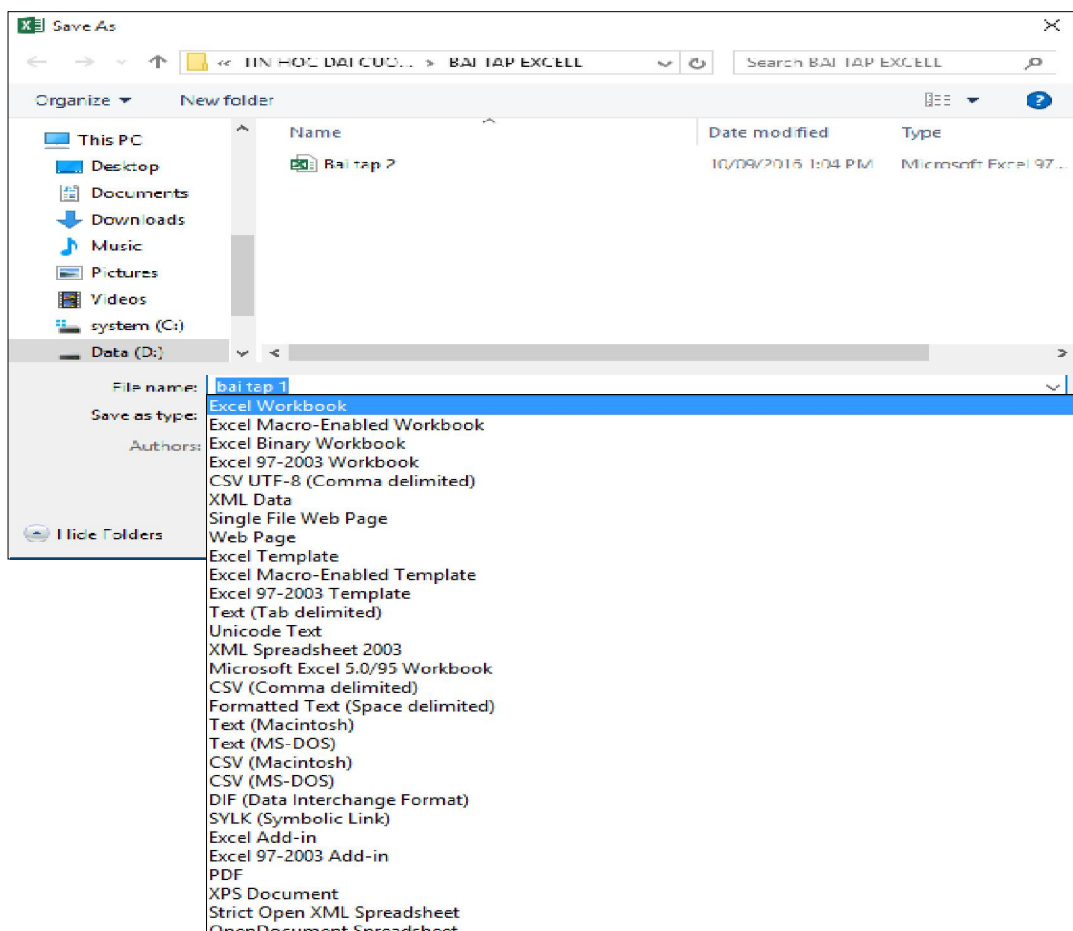 Save As
« TIN HOC DAI CUO... > BAI TAP EXCELL
Search BAI TAP EXCELL
Organize
New folder
Name
Date modified
Type
Bai tap 2
10/09/2016 1:04 PM
Microsoft Excel 97...
This PC
Desktop
Documents
Downloads
Music
Pictures
Videos
system (C:)
Data (D:)
File name:
bai tap 1
Save as type:
Authors:
Hide Folders
Excel Workbook
Excel Macro-Enabled Workbook
Excel Binary Workbook
Excel 97-2003 Workbook
CSV UTF-8 (Comma delimited)
XML Data
Single File Web Page
Web Page
Excel Template
Excel Macro-Enabled Template
Excel 97-2003 Template
Text (Tab delimited)
Unicode Text
XML Spreadsheet 2003
Microsoft Excel 5.0/95 Workbook
CSV (Comma delimited)
Formatted Text (Space delimited)
Text (Macintosh)
Text (MS-DOS)
CSV (Macintosh)
CSV (MS-DOS)
DIF (Data Interchange Format)
SYLK (Symbolic Link)
Excel Add-in
Excel 97-2003 Add-in
PDF
XPS Document
Strict Open XML Spreadsheet
OpenDocument Spreadsheet